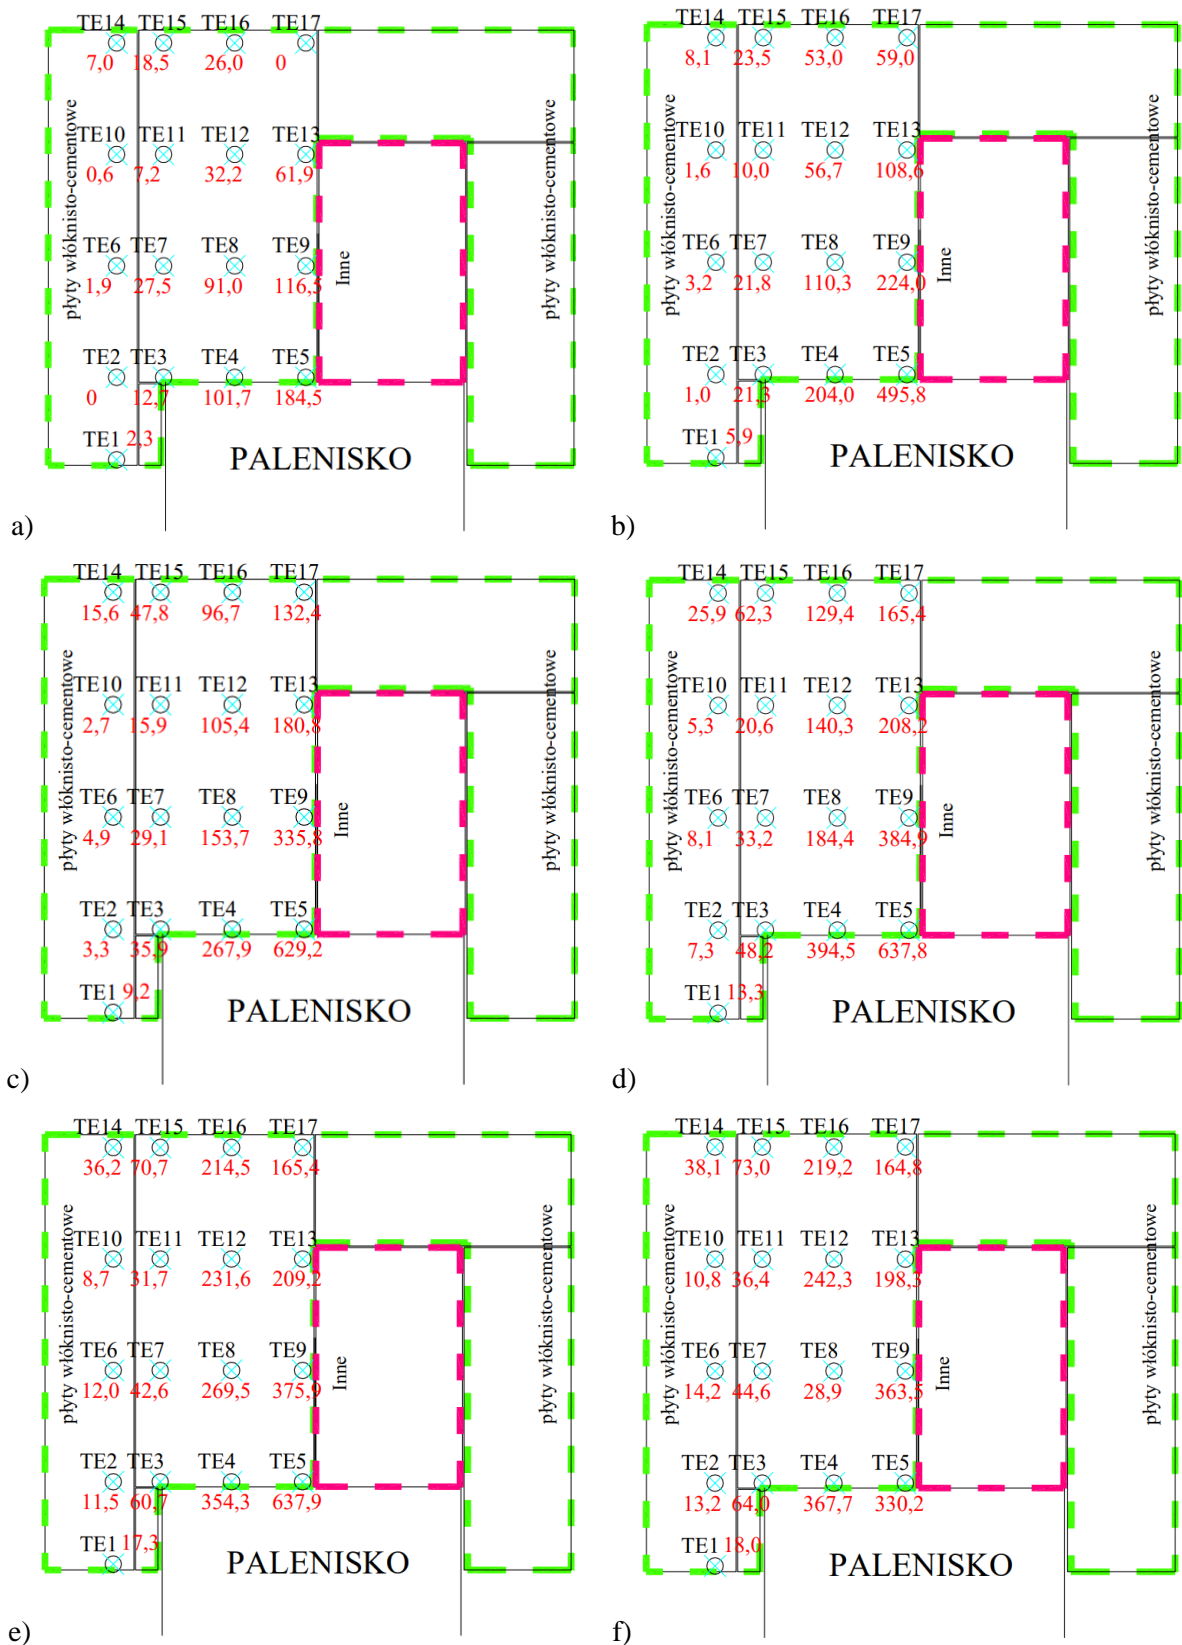 TE14 TE15 TE16 TE17
7,0 18,5 26,0 0
TE10 TE11 TE12 TE13
0,6 7,2 32,2 61,9
TE6 TE7 TE8 TE9
1,9 27,5 91,0 116,5
TE2 TE3 TE4 TE5
0 12,7 101,7 184,5
TE1 2,3
płyty włóknisto-cementowe
Inne
płyty włóknisto-cementowe
PALENISKO
a)
TE14 TE15 TE16 TE17
8,1 23,5 53,0 59,0
TE10 TE11 TE12 TE13
1,6 10,0 56,7 108,6
TE6 TE7 TE8 TE9
3,2 21,8 110,3 224,0
TE2 TE3 TE4 TE5
1,0 21,3 204,0 495,8
TE1 5,9
płyty włóknisto-cementowe
Inne
płyty włóknisto-cementowe
PALENISKO
b)
TE14 TE15 TE16 TE17
15,6 47,8 96,7 132,4
TE10 TE11 TE12 TE13
2,7 15,9 105,4 180,8
TE6 TE7 TE8 TE9
4,9 29,1 153,7 335,8
TE2 TE3 TE4 TE5
3,3 35,9 267,9 629,2
TE1 9,2
płyty włóknisto-cementowe
Inne
płyty włóknisto-cementowe
PALENISKO
c)
TE14 TE15 TE16 TE17
25,9 62,3 129,4 165,4
TE10 TE11 TE12 TE13
5,3 20,6 140,3 208,2
TE6 TE7 TE8 TE9
8,1 33,2 184,4 384,9
TE2 TE3 TE4 TE5
7,3 48,2 394,5 637,8
TE1 13,3
płyty włóknisto-cementowe
Inne
płyty włóknisto-cementowe
PALENISKO
d)
TE14 TE15 TE16 TE17
36,2 70,7 214,5 165,4
TE10 TE11 TE12 TE13
8,7 31,7 231,6 209,2
TE6 TE7 TE8 TE9
12,0 42,6 269,5 375,9
TE2 TE3 TE4 TE5
11,5 60,7 354,3 637,9
TE1 17,3
płyty włóknisto-cementowe
Inne
płyty włóknisto-cementowe
PALENISKO
e)
TE14 TE15 TE16 TE17
38,1 73,0 219,2 164,8
TE10 TE11 TE12 TE13
10,8 36,4 242,3 198,3
TE6 TE7 TE8 TE9
14,2 44,6 28,9 363,5
TE2 TE3 TE4 TE5
13,2 64,0 367,7 330,2
TE1 18,0
płyty włóknisto-cementowe
Inne
płyty włóknisto-cementowe
PALENISKO
f)